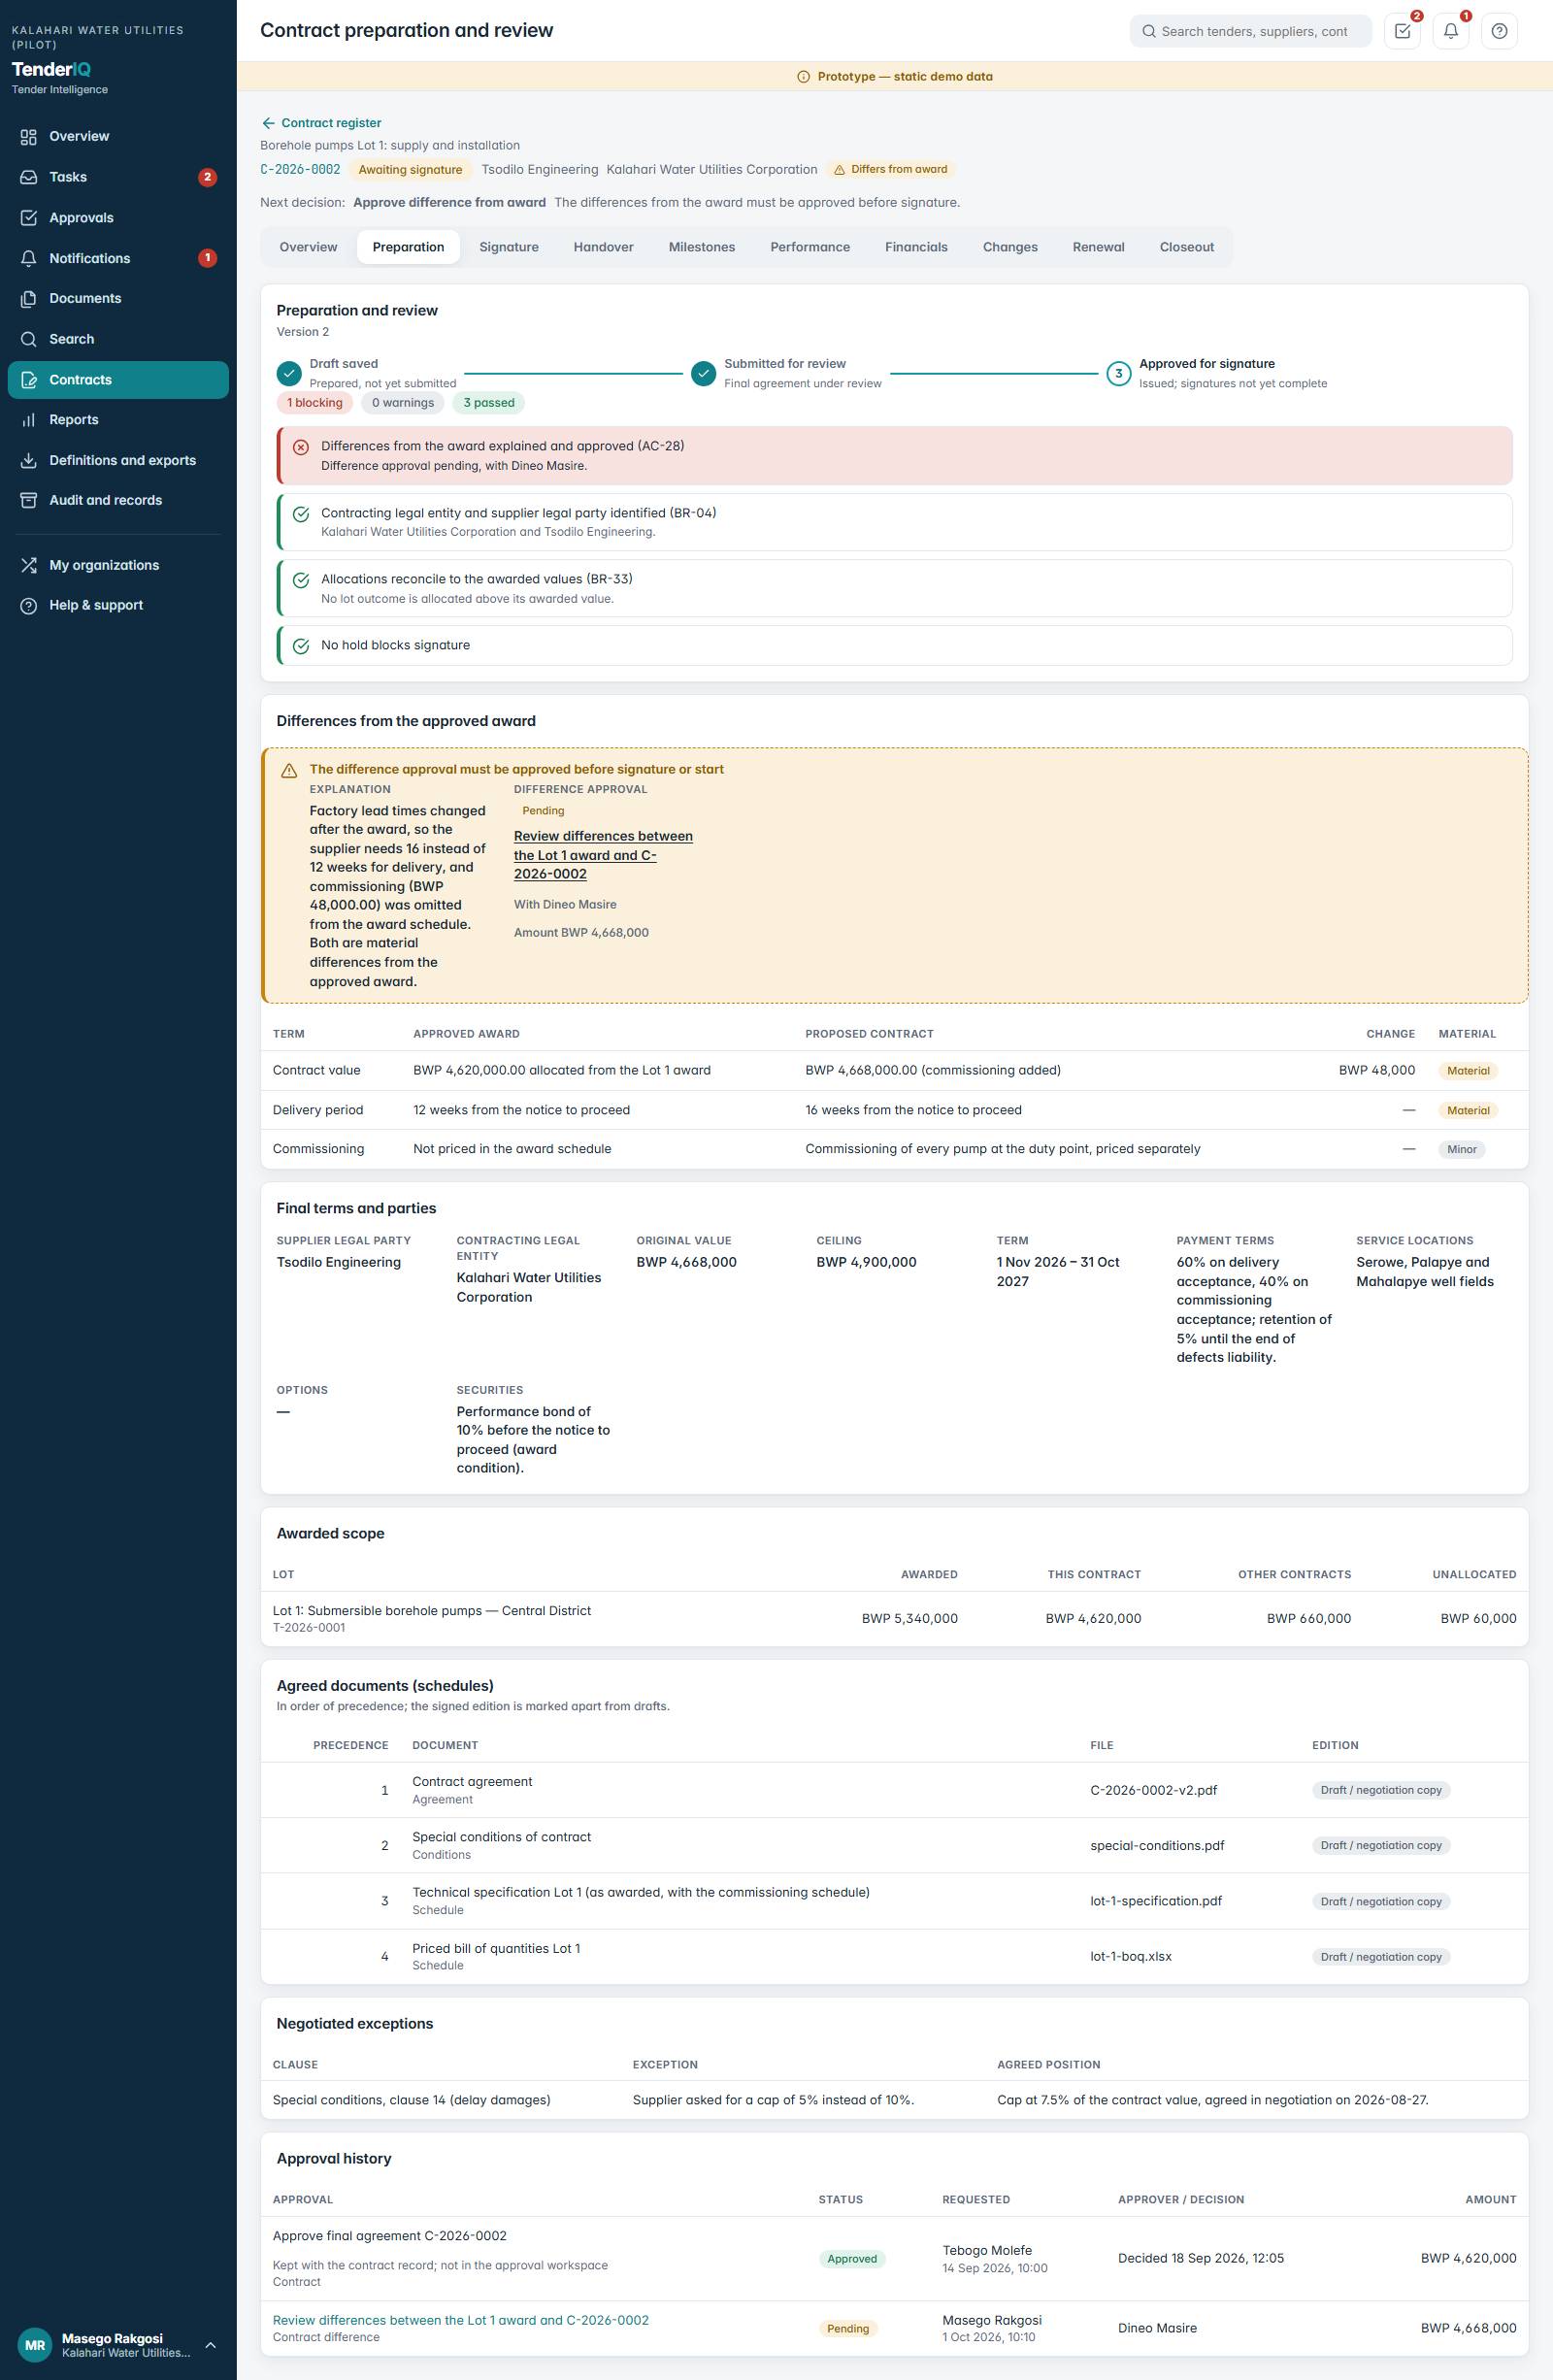 KALAHARI WATER UTILITIES
(PILOT)
TenderIQ
Tender Intelligence
Overview
Tasks
2
Approvals
Notifications
1
Documents
Search
Contracts
Reports
Definitions and exports
Audit and records
My organizations
Help & support
MR
Masego Rakgosi
Kalahari Water Utilities...
Contract preparation and review
Search tenders, suppliers, cont
2
1
Prototype — static demo data
Contract register
Borehole pumps Lot 1: supply and installation
C-2026-0002 Awaiting signature Tsodilo Engineering Kalahari Water Utilities Corporation Differs from award
Next decision: Approve difference from award The differences from the award must be approved before signature.
Overview Preparation Signature Handover Milestones Performance Financials Changes Renewal Closeout
Preparation and review
Version 2
Draft saved
Prepared, not yet submitted
Submitted for review
Final agreement under review
3
Approved for signature
Issued; signatures not yet complete
1 blocking 0 warnings 3 passed
Differences from the award explained and approved (AC-28)
Difference approval pending, with Dineo Masire.
Contracting legal entity and supplier legal party identified (BR-04)
Kalahari Water Utilities Corporation and Tsodilo Engineering.
Allocations reconcile to the awarded values (BR-33)
No lot outcome is allocated above its awarded value.
No hold blocks signature
Differences from the approved award
The difference approval must be approved before signature or start
EXPLANATION
Factory lead times changed
after the award, so the
supplier needs 16 instead of
12 weeks for delivery, and
commissioning (BWP
48,000.00) was omitted
from the award schedule.
Both are material
differences from the
approved award.
DIFFERENCE APPROVAL
Pending
Review differences between
the Lot 1 award and C-
2026-0002
With Dineo Masire
Amount BWP 4,668,000
TERM APPROVED AWARD PROPOSED CONTRACT CHANGE MATERIAL
Contract value BWP 4,620,000.00 allocated from the Lot 1 award BWP 4,668,000.00 (commissioning added) BWP 48,000 Material
Delivery period 12 weeks from the notice to proceed 16 weeks from the notice to proceed — Material
Commissioning Not priced in the award schedule Commissioning of every pump at the duty point, priced separately — Minor
Final terms and parties
SUPPLIER LEGAL PARTY
Tsodilo Engineering
CONTRACTING LEGAL
ENTITY
Kalahari Water Utilities
Corporation
ORIGINAL VALUE
BWP 4,668,000
CEILING
BWP 4,900,000
TERM
1 Nov 2026 – 31 Oct
2027
PAYMENT TERMS
60% on delivery
acceptance, 40% on
commissioning
acceptance; retention of
5% until the end of
defects liability.
SERVICE LOCATIONS
Serowe, Palapye and
Mahalapye well fields
OPTIONS
—
SECURITIES
Performance bond of
10% before the notice to
proceed (award
condition).
Awarded scope
LOT AWARDED THIS CONTRACT OTHER CONTRACTS UNALLOCATED
Lot 1: Submersible borehole pumps — Central District
T-2026-0001
BWP 5,340,000 BWP 4,620,000 BWP 660,000 BWP 60,000
Agreed documents (schedules)
In order of precedence; the signed edition is marked apart from drafts.
PRECEDENCE DOCUMENT FILE EDITION
1 Contract agreement C-2026-0002-v2.pdf Draft / negotiation copy
Agreement
2 Special conditions of contract special-conditions.pdf Draft / negotiation copy
Conditions
3 Technical specification Lot 1 (as awarded, with the commissioning schedule) lot-1-specification.pdf Draft / negotiation copy
Schedule
4 Priced bill of quantities Lot 1 lot-1-boq.xlsx Draft / negotiation copy
Schedule
Negotiated exceptions
CLAUSE EXCEPTION AGREED POSITION
Special conditions, clause 14 (delay damages) Supplier asked for a cap of 5% instead of 10%. Cap at 7.5% of the contract value, agreed in negotiation on 2026-08-27.
Approval history
APPROVAL STATUS REQUESTED APPROVER / DECISION AMOUNT
Approve final agreement C-2026-0002
Kept with the contract record; not in the approval workspace
Contract
Approved
Tebogo Molefe
14 Sep 2026, 10:00
Decided 18 Sep 2026, 12:05
BWP 4,620,000
Review differences between the Lot 1 award and C-2026-0002
Contract difference
Pending
Masego Rakgosi
1 Oct 2026, 10:10
Dineo Masire
BWP 4,668,000